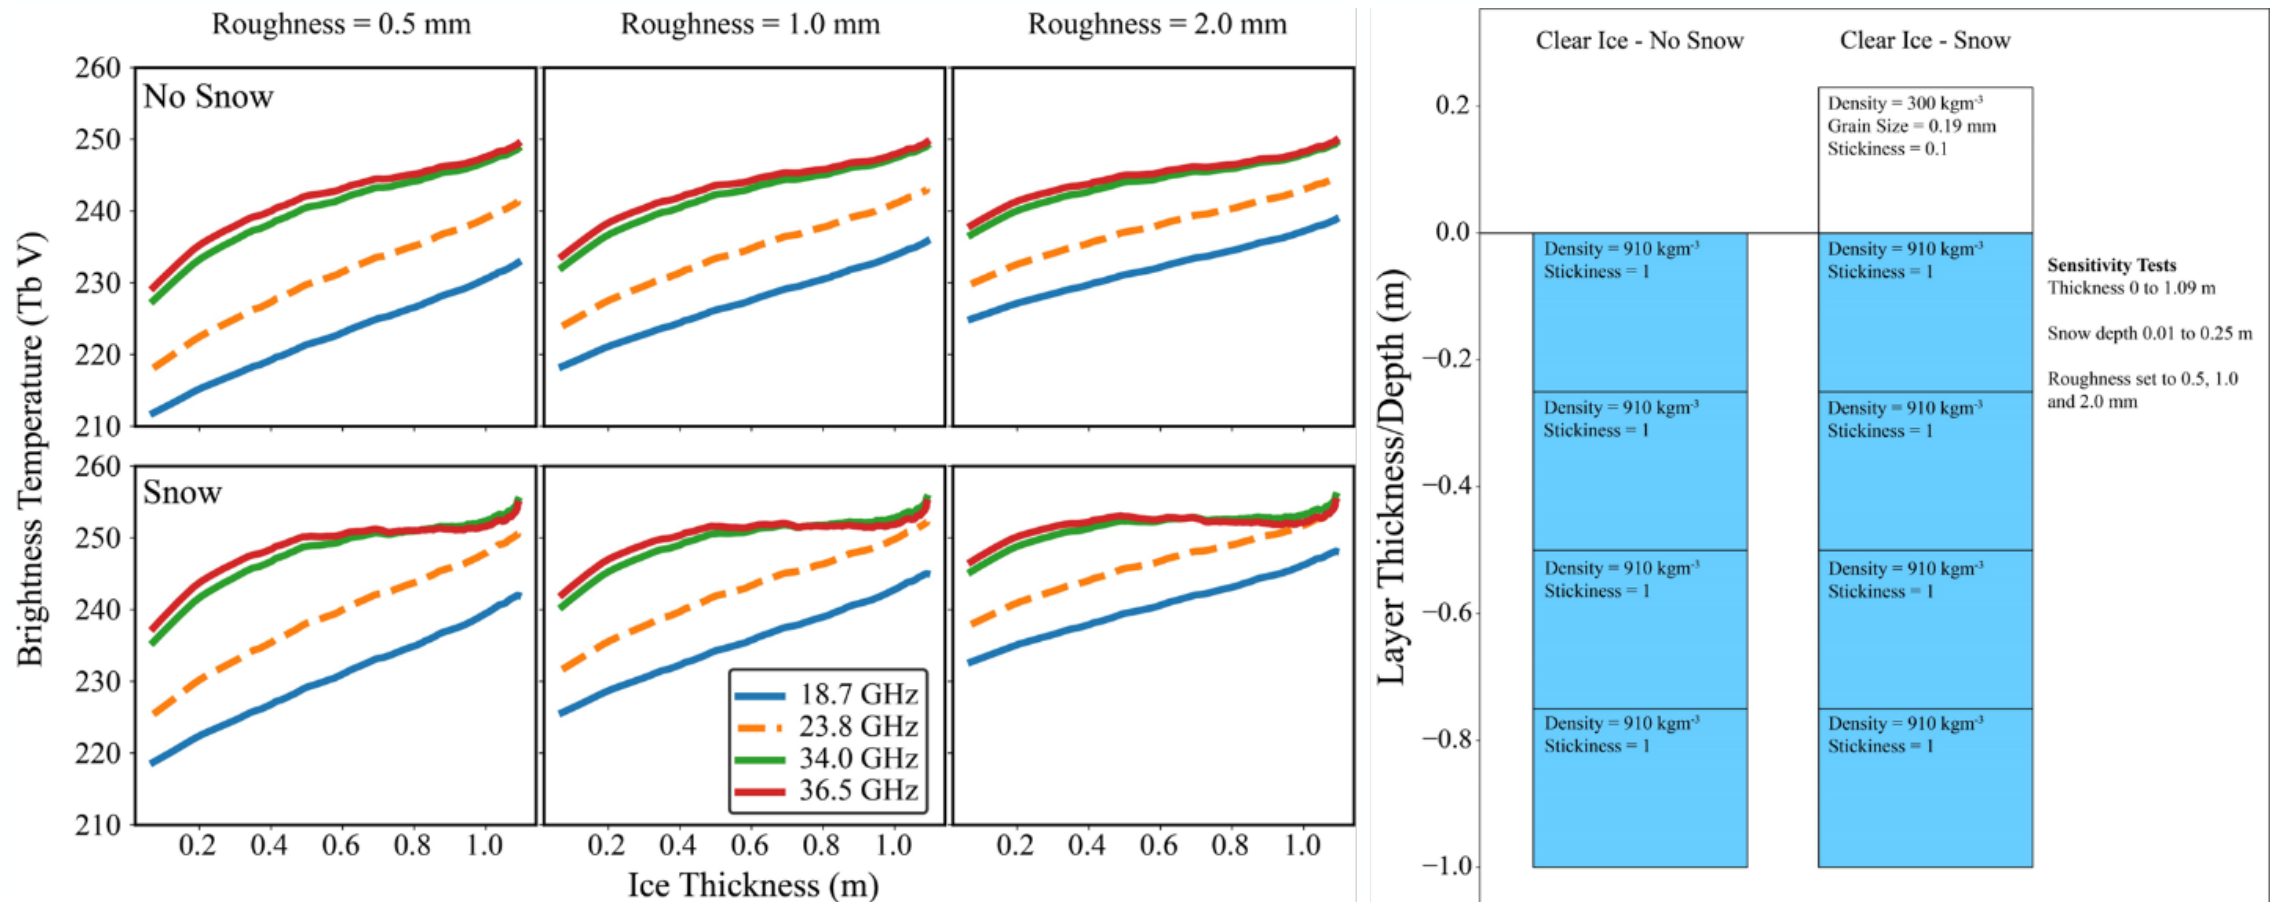 Roughness = 0.5 mm
Roughness = 1.0 mm
Roughness = 2.0 mm
Brightness Temperature (Tb V)
260
250
240
230
220
210
No Snow
260
250
240
230
220
210
Snow
18.7 GHz
23.8 GHz
34.0 GHz
36.5 GHz
0.2 0.4 0.6 0.8 1.0
0.2 0.4 0.6 0.8 1.0
0.2 0.4 0.6 0.8 1.0
Ice Thickness (m)
Layer Thickness/Depth (m)
0.2
0.0
−0.2
−0.4
−0.6
−0.8
−1.0
Clear Ice - No Snow
Density = 910 kgm⁻³
Stickiness = 1
Density = 910 kgm⁻³
Stickiness = 1
Density = 910 kgm⁻³
Stickiness = 1
Density = 910 kgm⁻³
Stickiness = 1
Clear Ice - Snow
Density = 300 kgm⁻³
Grain Size = 0.19 mm
Stickiness = 0.1
Density = 910 kgm⁻³
Stickiness = 1
Density = 910 kgm⁻³
Stickiness = 1
Density = 910 kgm⁻³
Stickiness = 1
Density = 910 kgm⁻³
Stickiness = 1
Sensitivity Tests
Thickness 0 to 1.09 m
Snow depth 0.01 to 0.25 m
Roughness set to 0.5, 1.0
and 2.0 mm